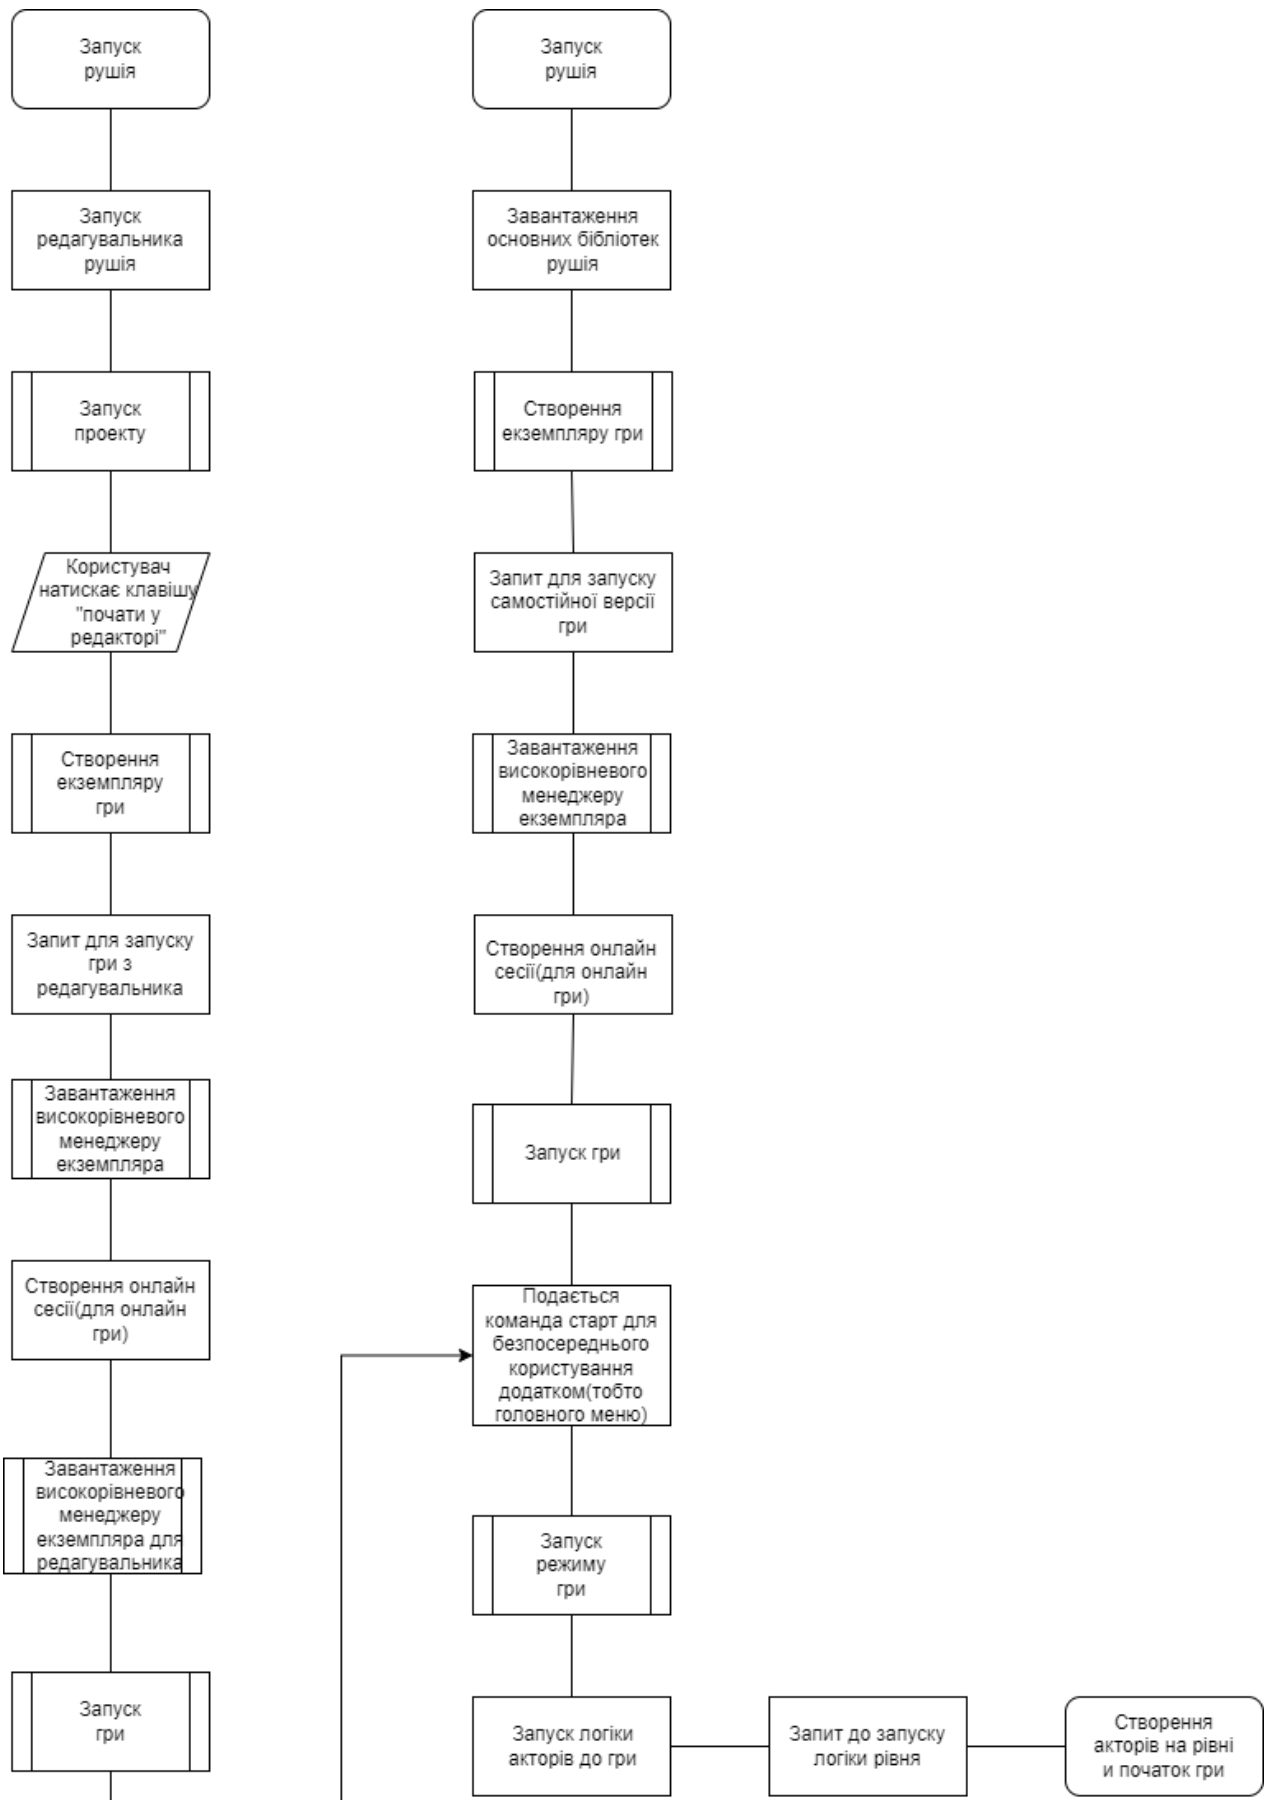 Запуск
рушія
Запуск
редагувальника
рушія
Запуск
проекту
Користувач
натискає клавішу
"почати у
редакторі"
Створення
екземпляру
гри
Запит для запуску
гри з
редагувальника
Завантаження
високорівневого
менеджеру
екземпляра
Створення онлайн
сесії(для онлайн
гри)
Завантаження
високорівневого
менеджеру
екземпляра для
редагувальника
Запуск
гри
Запуск
рушія
Завантаження
основних бібліотек
рушія
Створення
екземпляру гри
Запит для запуску
самостійної версії
гри
Завантаження
високорівневого
менеджеру
екземпляра
Створення онлайн
сесії(для онлайн
гри)
Запуск гри
Подається
команда старт для
безпосереднього
користування
додатком(тобто
головного меню)
Запуск
режиму
гри
Запуск логіки
акторів до гри
Запит до запуску
логіки рівня
Створення
акторів на рівні
и початок гри